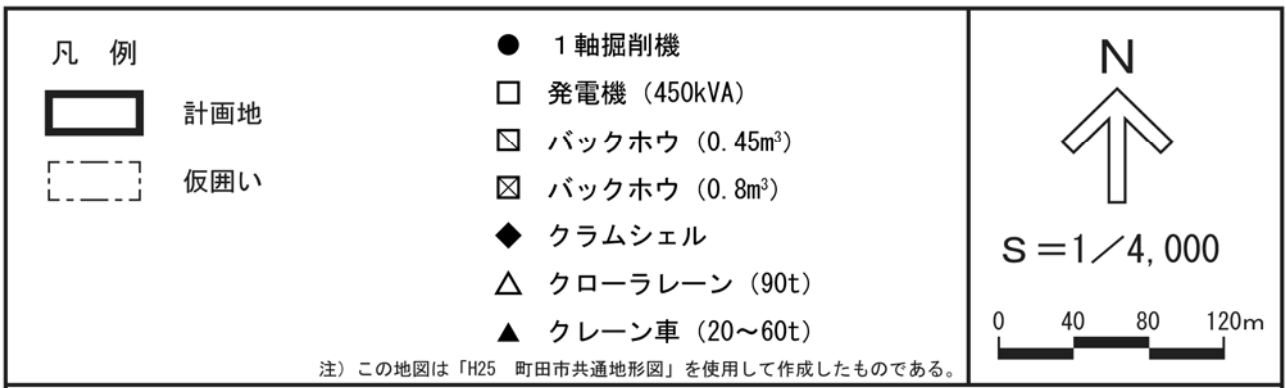 凡 例
計画地
仮囲い
● 1軸掘削機
□ 発電機（450kVA）
バックホウ（0.45m³）
バックホウ（0.8m³）
◆ クラムシェル
△ クローラレーン（90t）
▲ クレーン車（20～60t）
注）この地図は「H25 町田市共通地形図」を使用して作成したものである。
N
S＝1／4,000
0 40 80 120m